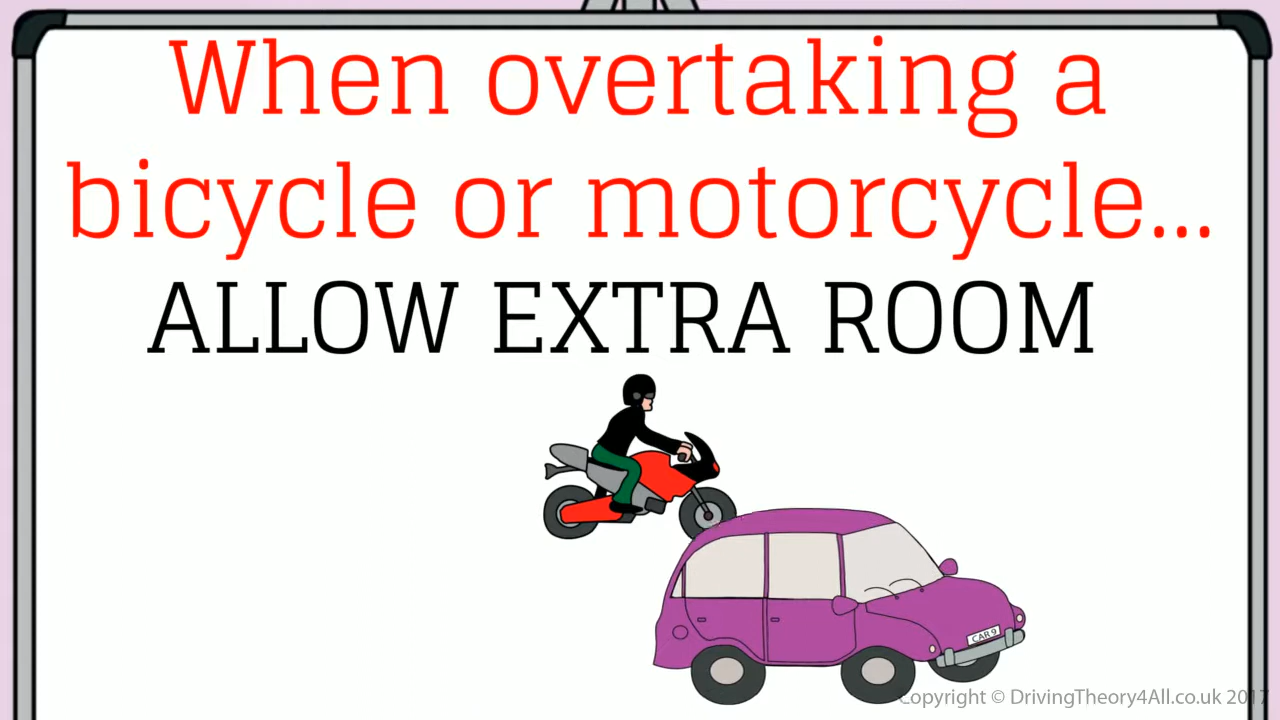 When overtaking a
bicycle or motorcycle...
ALLOW EXTRA ROOM
CAR 9
Copyright © DrivingTheory4All.co.uk 2017